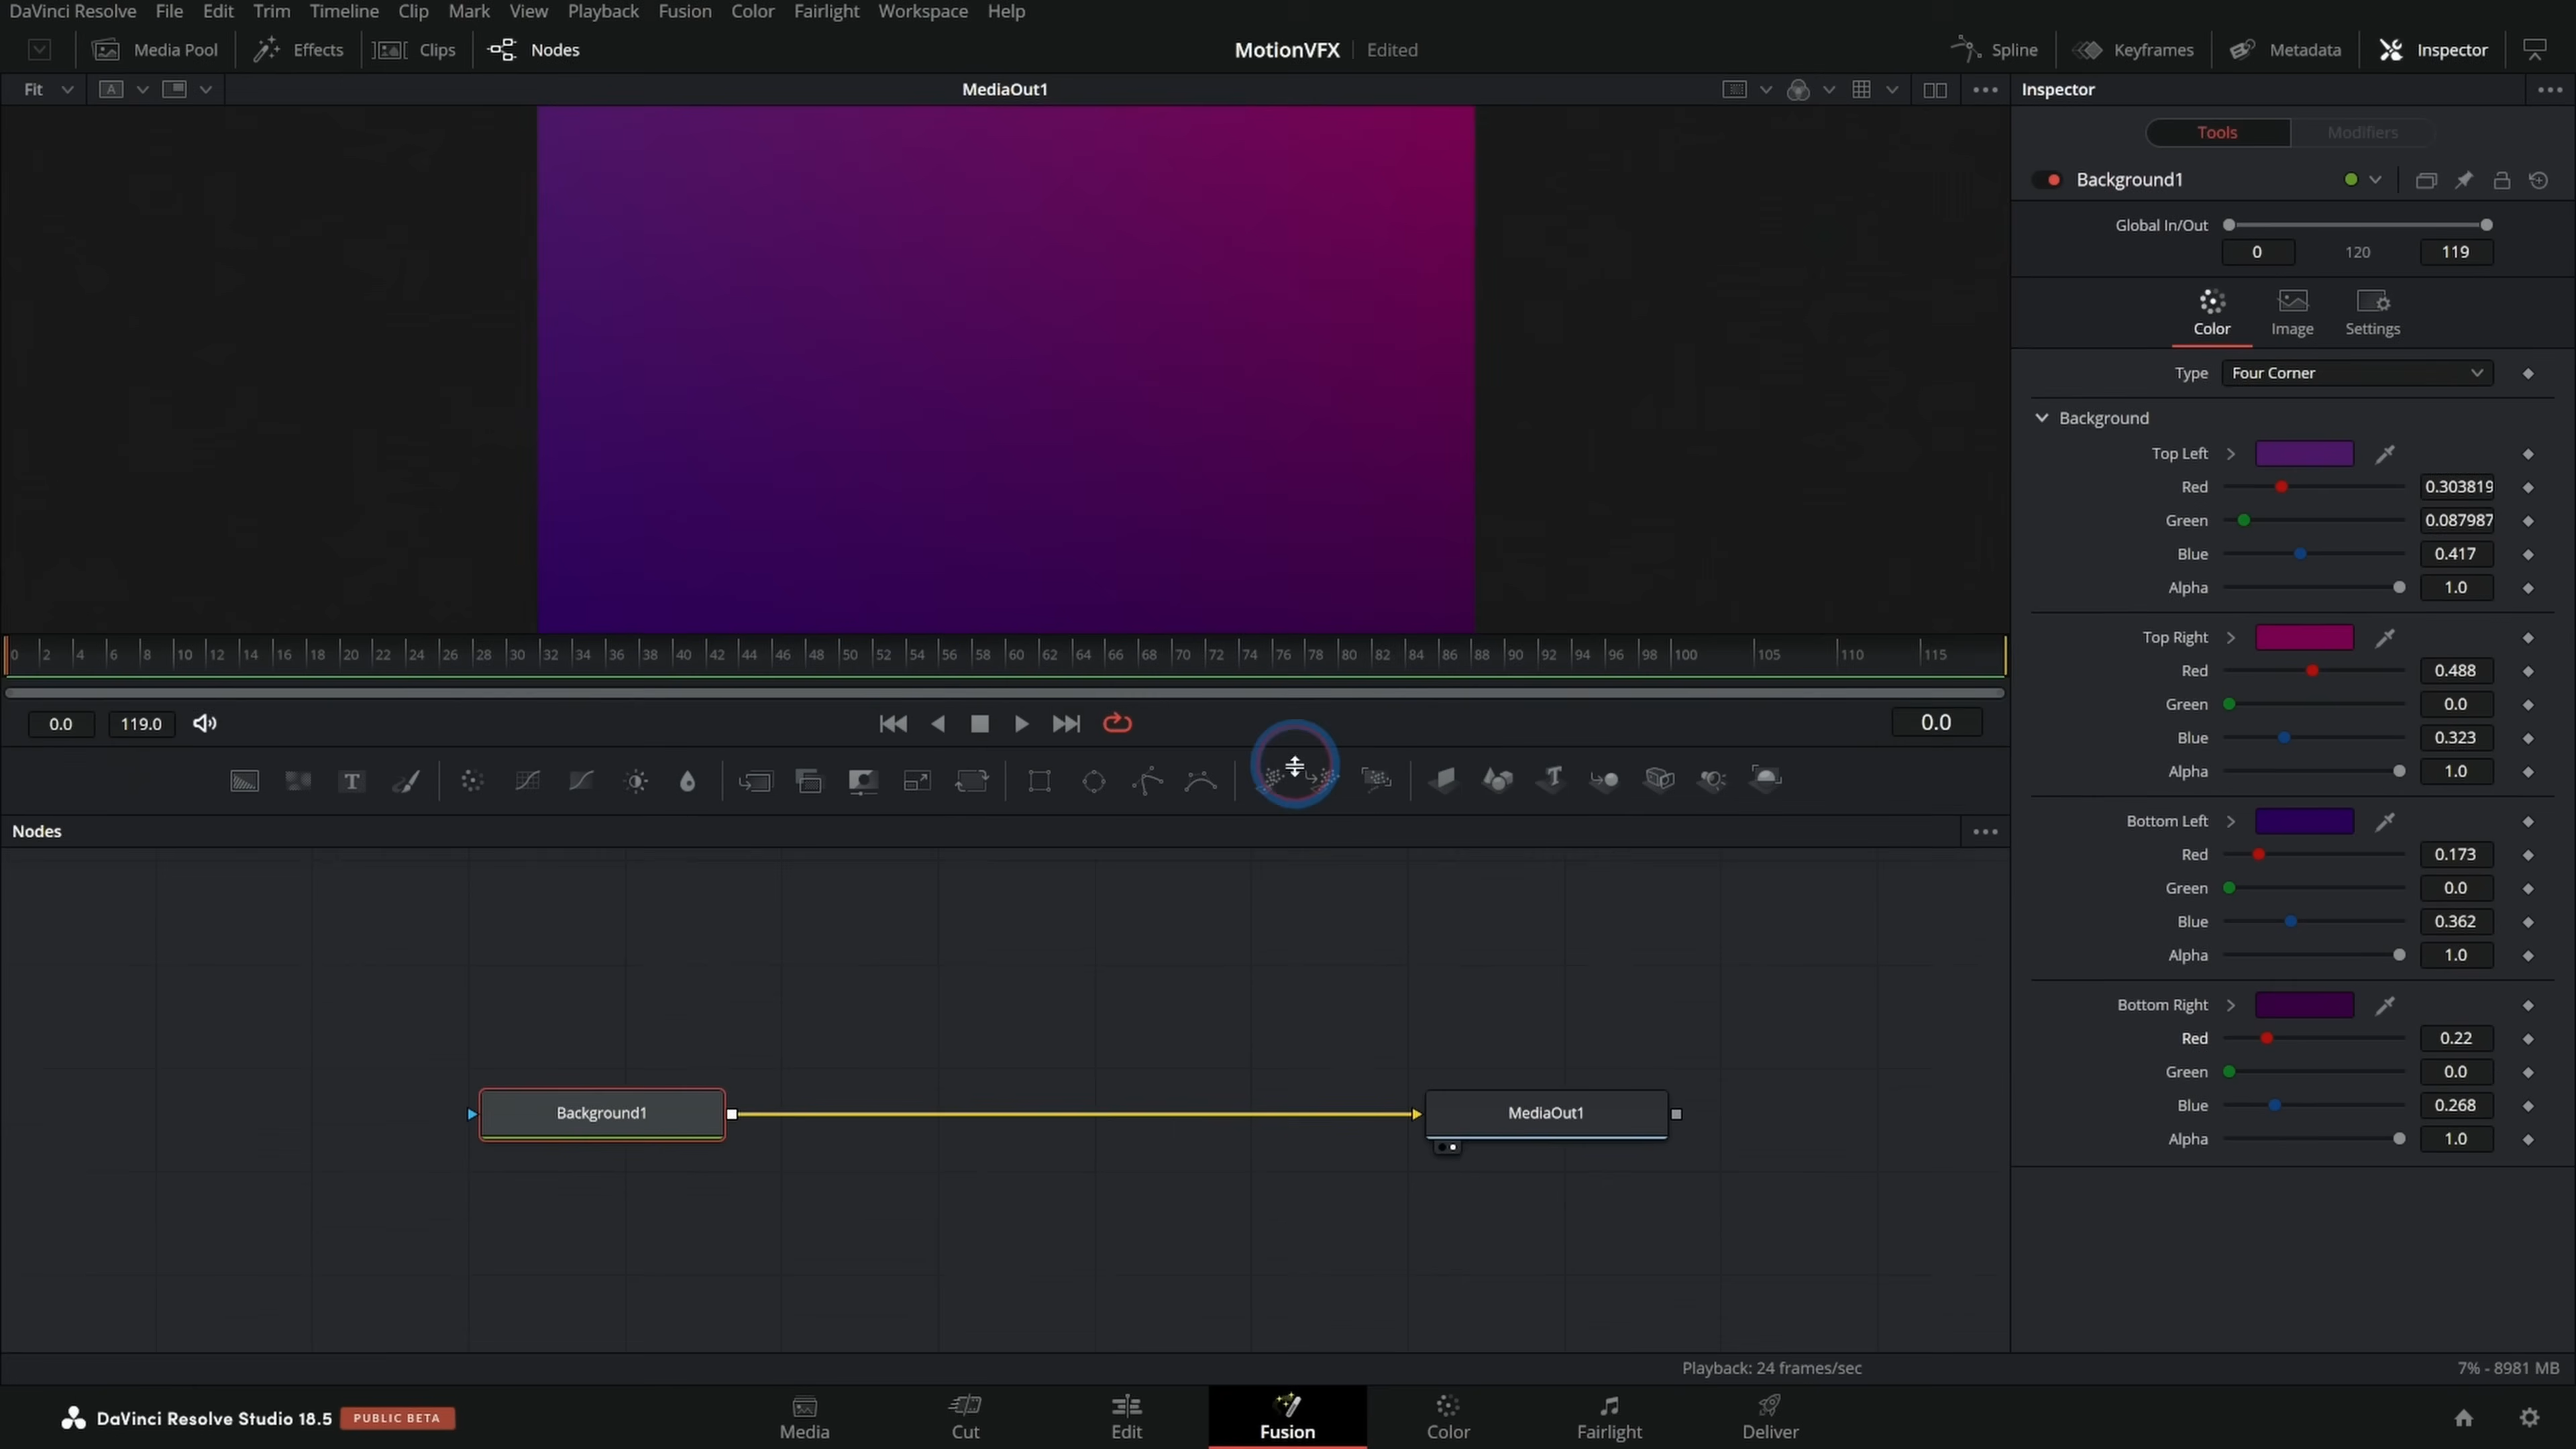 DaVinci Resolve File Edit Trim Timeline Clip Mark View Playback Fusion Color Fairlight Workspace Help
Media Pool Effects Clips Nodes MotionVFX Edited Spline Keyframes Metadata Inspector
Fit A MediaOut1 Inspector
Tools Modifiers
Background1
Global In/Out
0 120 119
Color Image Settings
Type Four Corner
Background
Top Left
Red 0.303819
Green 0.087987
Blue 0.417
Alpha 1.0
Top Right
Red 0.488
Green 0.0
Blue 0.323
Alpha 1.0
Bottom Left
Red 0.173
Green 0.0
Blue 0.362
Alpha 1.0
Bottom Right
Red 0.22
Green 0.0
Blue 0.268
Alpha 1.0
0 2 4 6 8 10 12 14 16 18 20 22 24 26 28 30 32 34 36 38 40 42 44 46 48 50 52 54 56 58 60 62 64 66 68 70 72 74 76 78 80 82 84 86 88 90 92 94 96 98 100 105 110 115
0.0 119.0 0.0
T
Nodes
Background1 MediaOut1
Playback: 24 frames/sec 7% - 8981 MB
DaVinci Resolve Studio 18.5 PUBLIC BETA
Media Cut Edit Fusion Color Fairlight Deliver